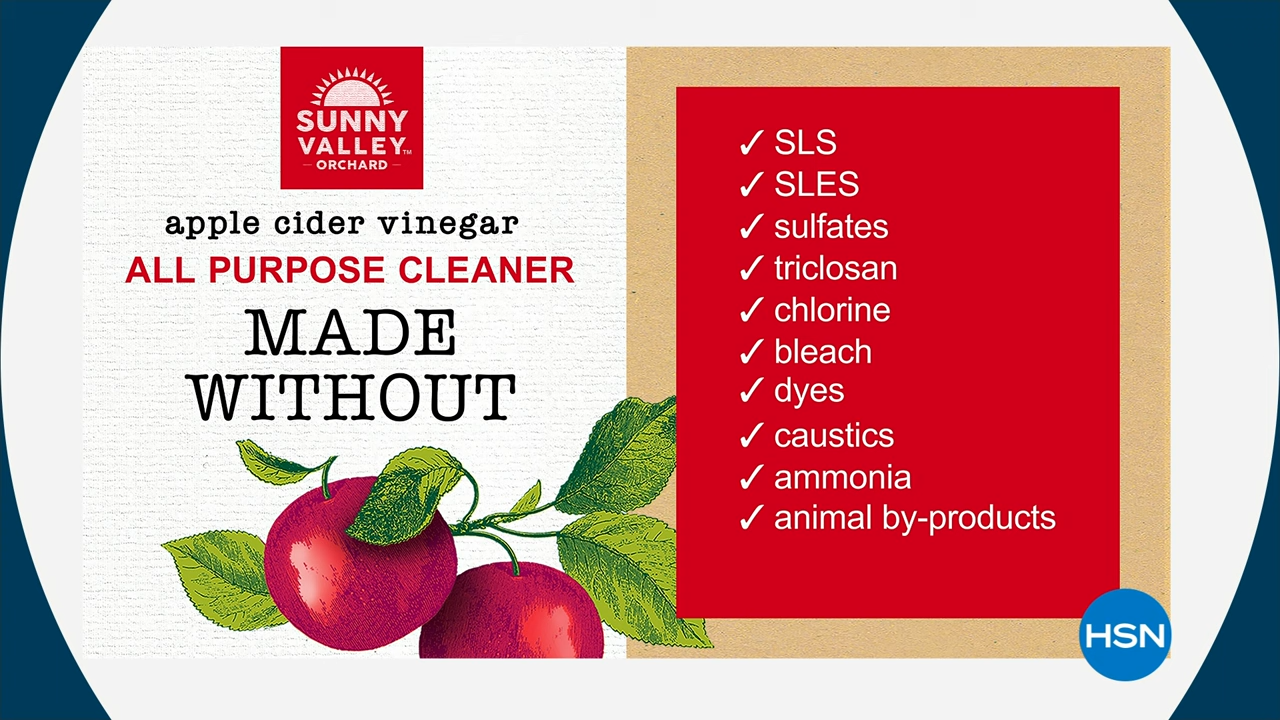 SUNNY
VALLEY™
ORCHARD
apple cider vinegar
ALL PURPOSE CLEANER
MADE
WITHOUT
✓ SLS
✓ SLES
✓ sulfates
✓ triclosan
✓ chlorine
✓ bleach
✓ dyes
✓ caustics
✓ ammonia
✓ animal by-products
HSN